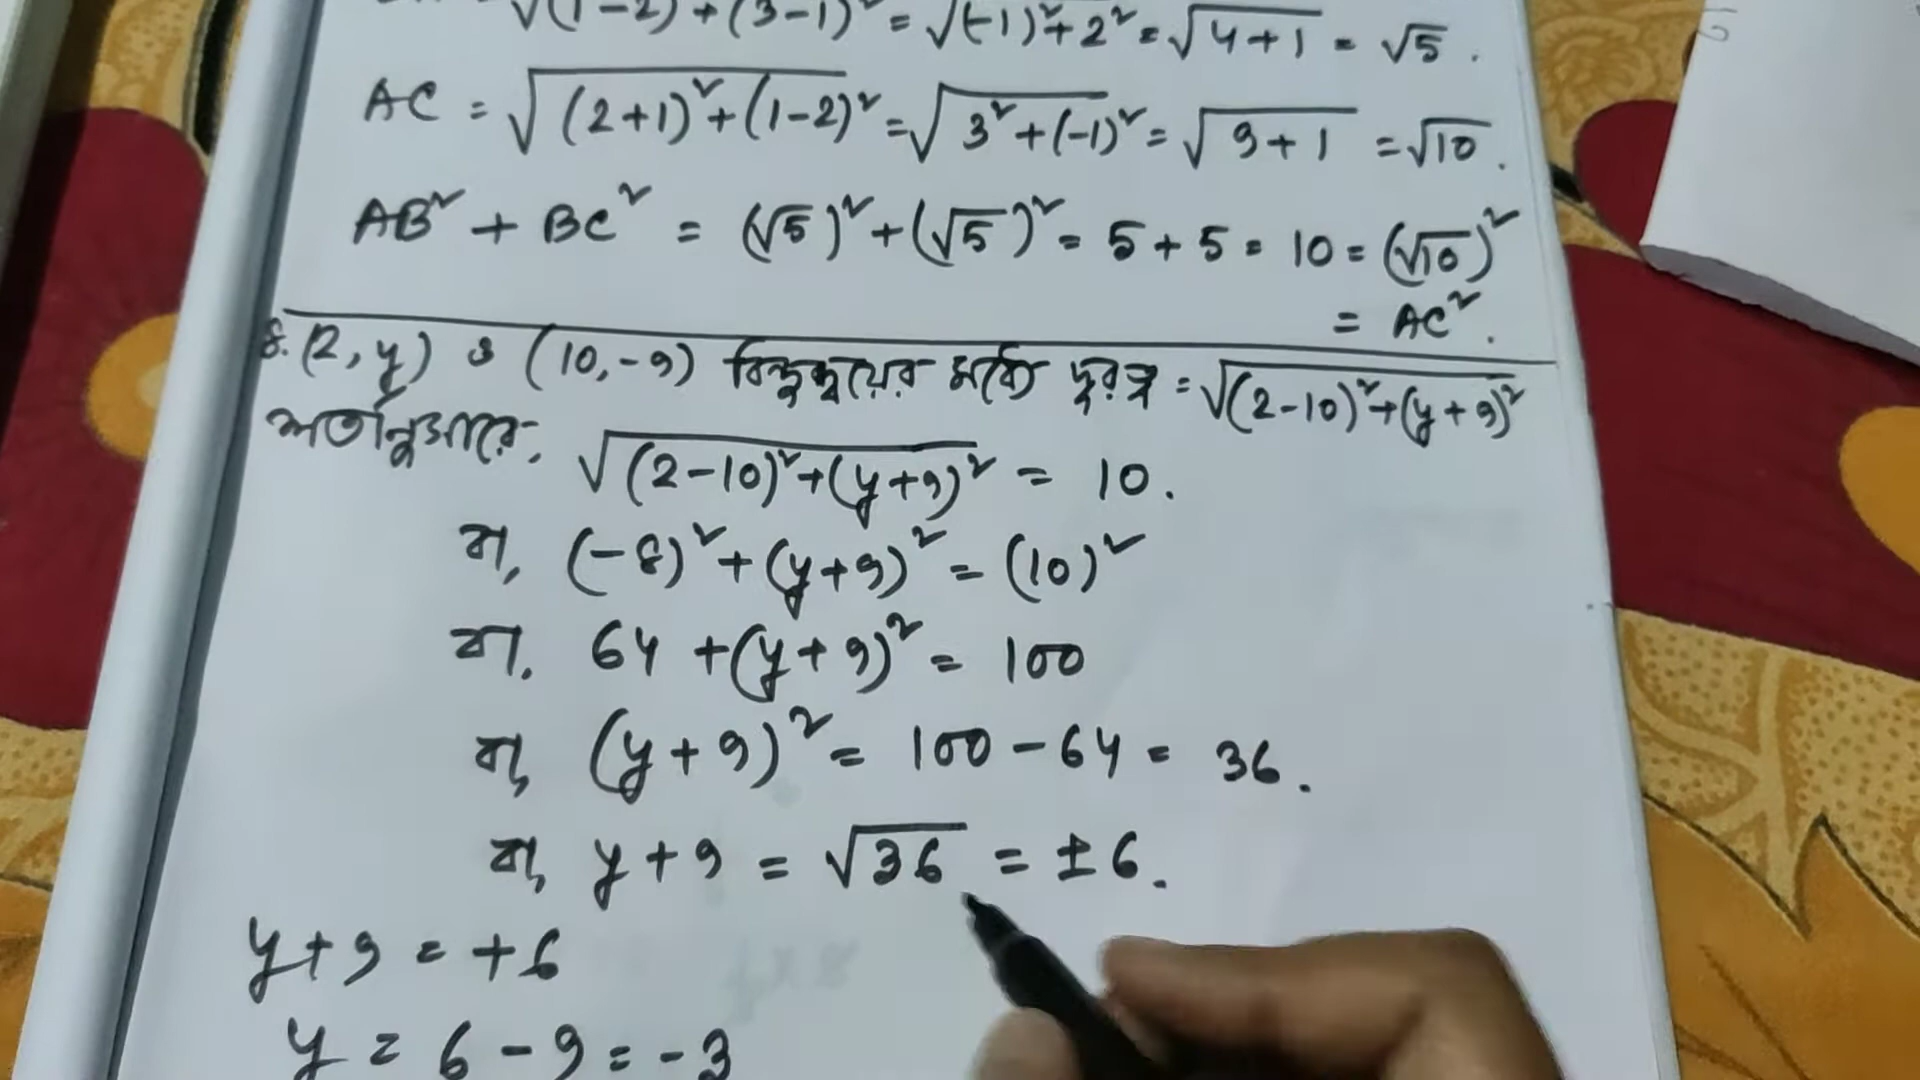 √(1-2)² + (3-1)² = √(-1)²+2² = √4+1 = √5.
AC = √(2+1)²+(1-2)² = √3²+(-1)² = √9+1 = √10.
AB² + BC² = (√5)²+(√5)² = 5+5 = 10 = (√10)²
= AC².
8. (2, y) ও (10,-9) বিন্দুদ্বয়ের মধ্যে দূরত্ব = √(2-10)²+(y+9)²
শর্তানুসারে, √(2-10)²+(y+9)² = 10.
বা, (-8)²+(y+9)² = (10)²
বা, 64+(y+9)² = 100
বা, (y+9)² = 100-64 = 36.
বা, y+9 = √36 = ±6.
y+9 = +6
y = 6-9 = -3